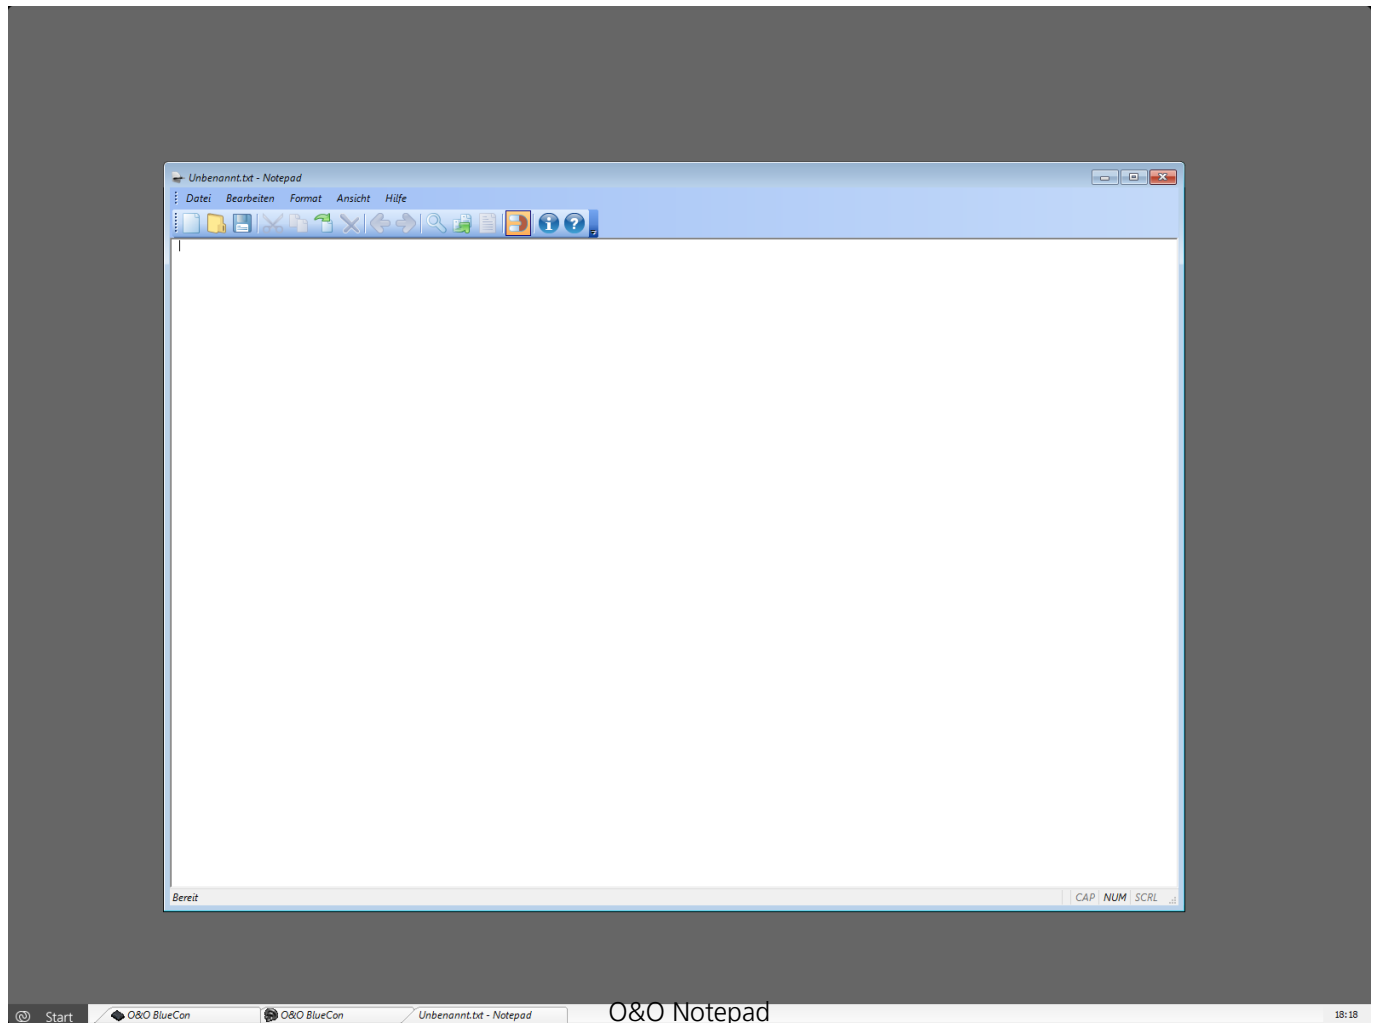 Unbenannt.txt - Notepad
Datei Bearbeiten Format Ansicht Hilfe
Bereit CAP NUM SCRL
Start O&O BlueCon O&O BlueCon Unbenannt.txt - Notepad O&O Notepad 18:18